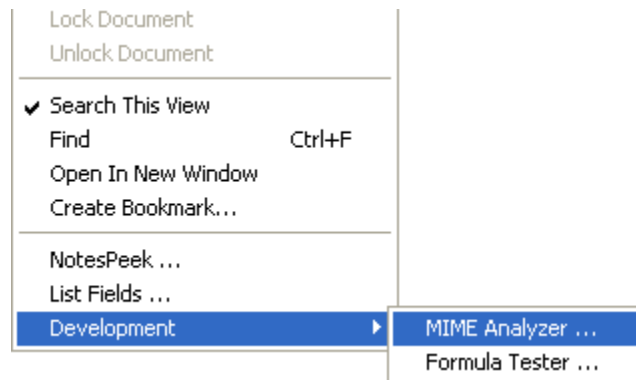 Lock Document
Unlock Document
Search This View
Find Ctrl+F
Open In New Window
Create Bookmark...
NotesPeek ...
List Fields ...
Development
MIME Analyzer ...
Formula Tester ...